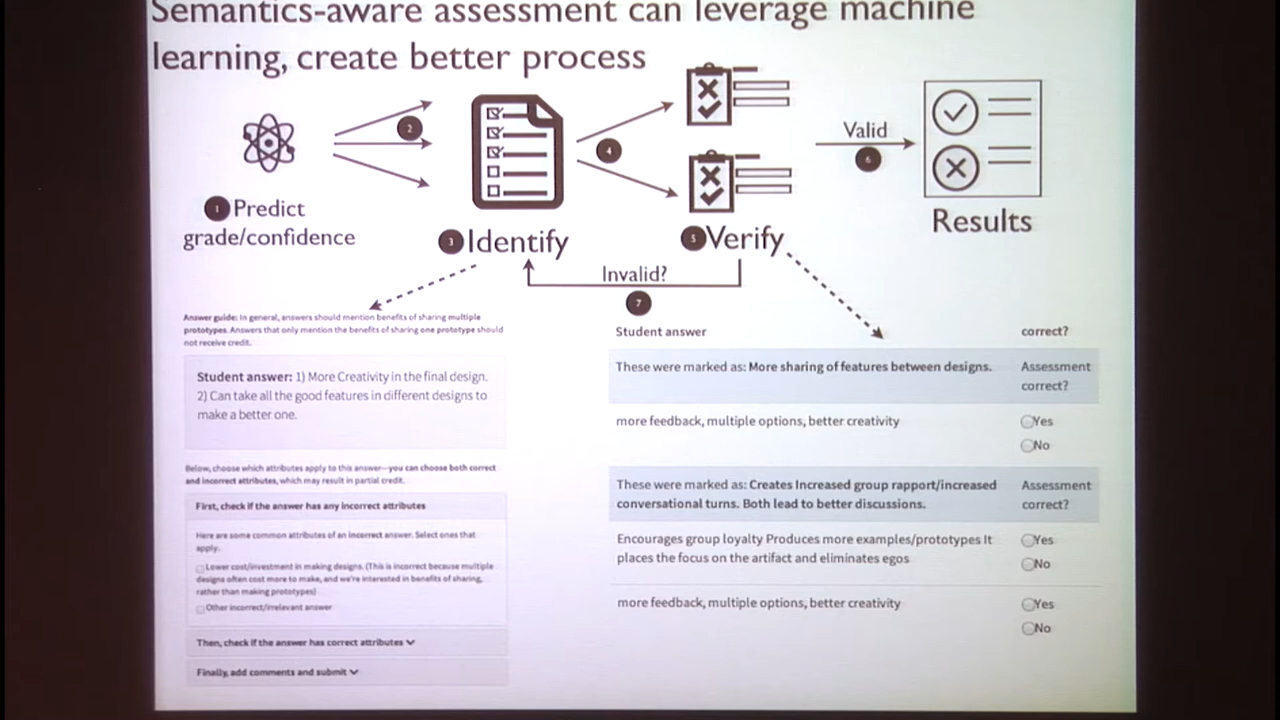 Semantics-aware assessment can leverage machine
learning, create better process
1 Predict
grade/confidence
2
3 Identify
4
5 Verify
Valid
6
Results
Invalid?
7
Answer guide: In general, answers should mention benefits of sharing multiple
prototypes. Answers that only mention the benefits of sharing one prototype should
not receive credit.
Student answer: 1) More Creativity in the final design.
2) Can take all the good features in different designs to
make a better one.
Below, choose which attributes apply to this answer—you can choose both correct
and incorrect attributes, which may result in partial credit.
First, check if the answer has any incorrect attributes
Here are some common attributes of an incorrect answer. Select ones that
apply.
Lower cost/investment in making designs. (This is incorrect because multiple
designs often cost more to make, and we're interested in benefits of sharing,
rather than making prototypes)
Other incorrect/irrelevant answer
Then, check if the answer has correct attributes
Finally, add comments and submit
Student answer correct?
These were marked as: More sharing of features between designs. Assessment
correct?
more feedback, multiple options, better creativity Yes
No
These were marked as: Creates Increased group rapport/increased Assessment
conversational turns. Both lead to better discussions. correct?
Encourages group loyalty Produces more examples/prototypes It Yes
places the focus on the artifact and eliminates egos No
more feedback, multiple options, better creativity Yes
No